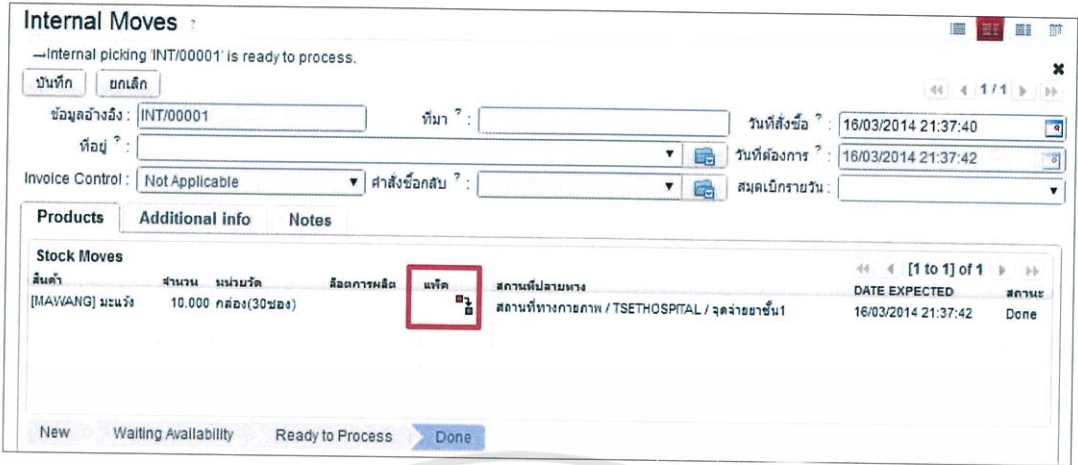 Internal Moves ?
→Internal picking 'INT/00001' is ready to process.
บันทึก ยกเลิก 1 / 1
ข้อมูลอ้างอิง : INT/00001 ที่มา ? : วันที่สั่งซื้อ ? : 16/03/2014 21:37:40
ที่อยู่ ? : วันที่ต้องการ ? : 16/03/2014 21:37:42
Invoice Control : Not Applicable คำสั่งซื้อกลับ ? : สมุดเบิกรายวัน :
Products Additional info Notes
Stock Moves [1 to 1] of 1
สินค้า จำนวน หน่วยวัด ล็อตการผลิต แพ็ค สถานที่ปลายทาง DATE EXPECTED สถานะ
[MAWANG] มะแว้ง 10.000 กล่อง(30ซอง) สถานที่ทางกายภาพ / TSETHOSPITAL / จุดจ่ายยาชั้น1 16/03/2014 21:37:42 Done
New Waiting Availability Ready to Process Done